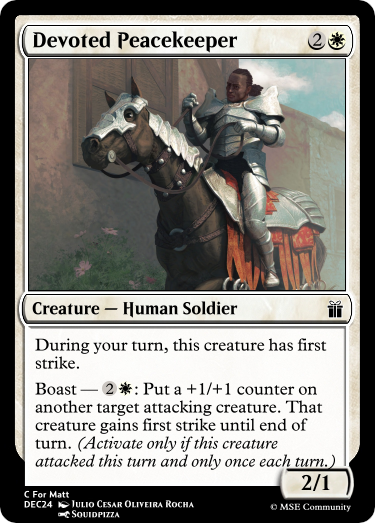 Devoted Peacekeeper 2
Creature — Human Soldier
During your turn, this creature has first
strike.
Boast — 2: Put a +1/+1 counter on
another target attacking creature. That
creature gains first strike until end of
turn. (Activate only if this creature
attacked this turn and only once each turn.)
2/1
C For Matt
DEC24 Julio Cesar Oliveira Rocha
Squidpizza
© MSE Community